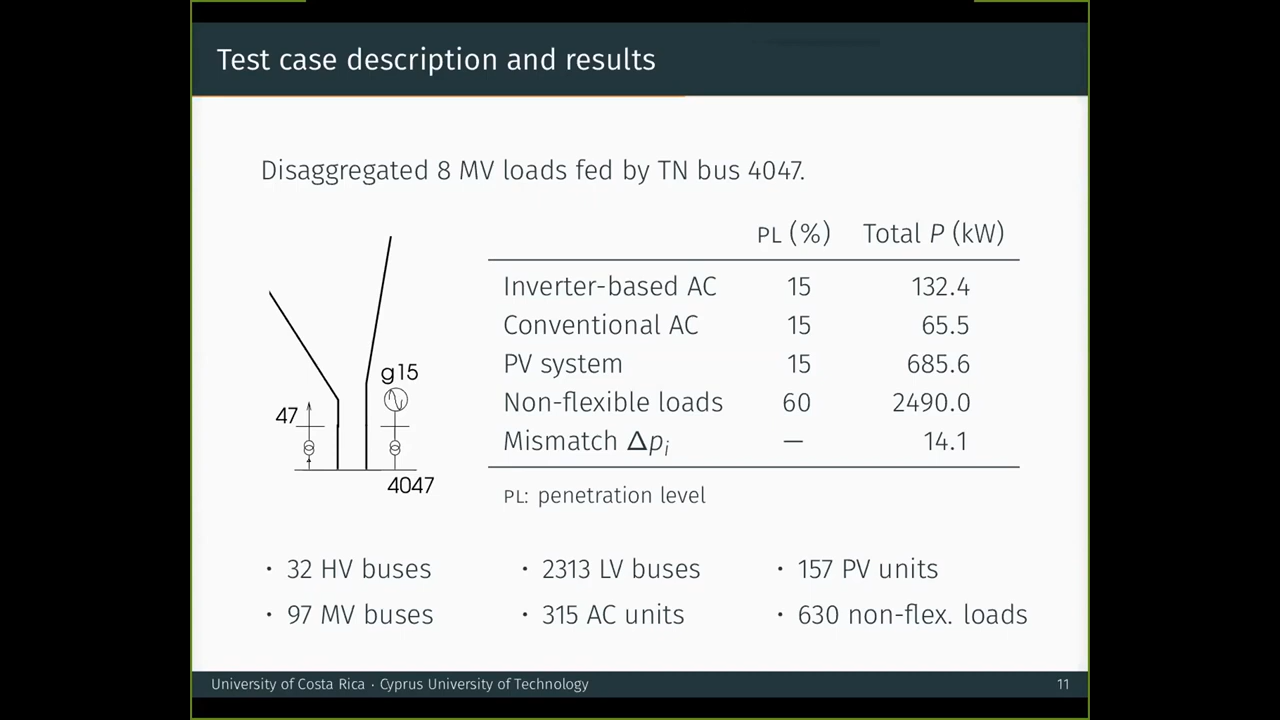 Test case description and results
Disaggregated 8 MV loads fed by TN bus 4047.
g15
47
4047
PL (%) Total P (kW)
Inverter-based AC 15 132.4
Conventional AC 15 65.5
PV system 15 685.6
Non-flexible loads 60 2490.0
Mismatch Δpᵢ — 14.1
PL: penetration level
· 32 HV buses
· 97 MV buses
· 2313 LV buses
· 315 AC units
· 157 PV units
· 630 non-flex. loads
University of Costa Rica · Cyprus University of Technology 11